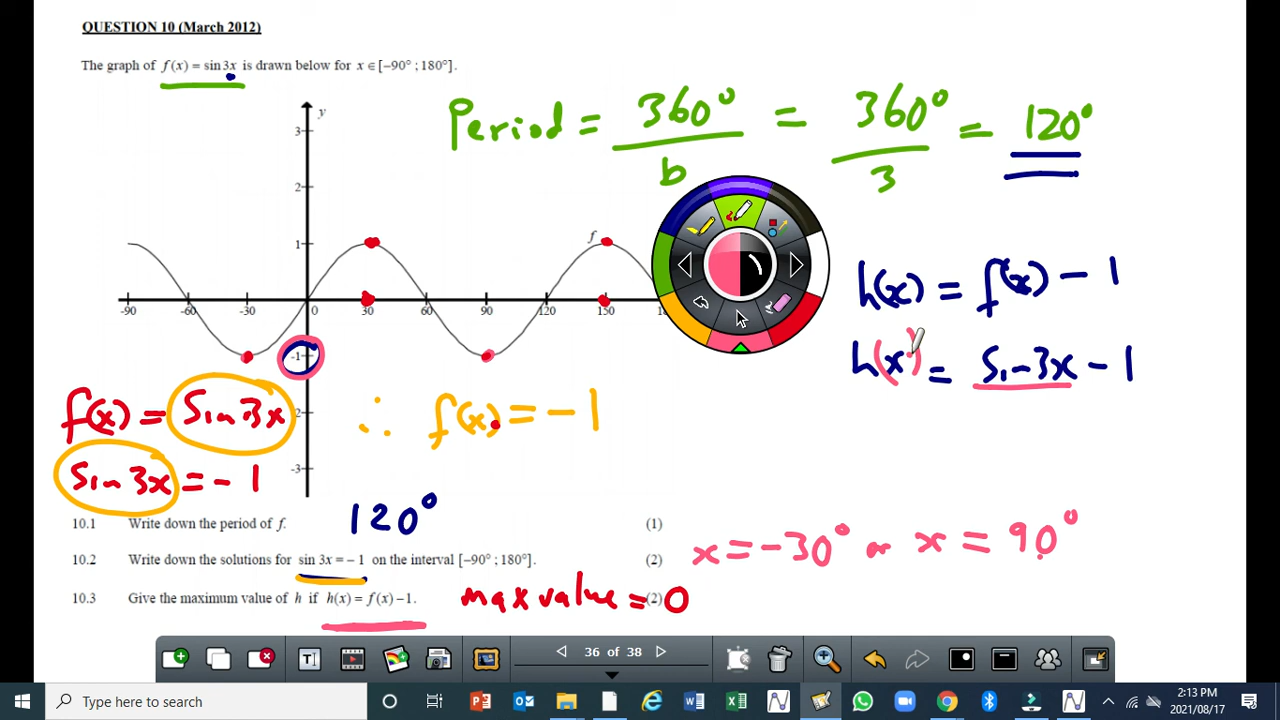 QUESTION 10 (March 2012)
The graph of f(x) = sin 3x is drawn below for x ∈ [−90° ; 180°].
Period = 360° / b = 360° / 3 = 120°
y
3
2
1
f
-90 -60 -30 0 30 60 90 120 150
-1
-2
-3
h(x) = f(x) − 1
h(x) = sin 3x − 1
f(x) = sin 3x
∴ f(x) = −1
sin 3x = −1
120°
10.1 Write down the period of f. (1)
x = −30° or x = 90°
10.2 Write down the solutions for sin 3x = −1 on the interval [−90° ; 180°]. (2)
10.3 Give the maximum value of h if h(x) = f(x) −1. (2)
max value = 0
36 of 38
Type here to search
2:13 PM
2021/08/17